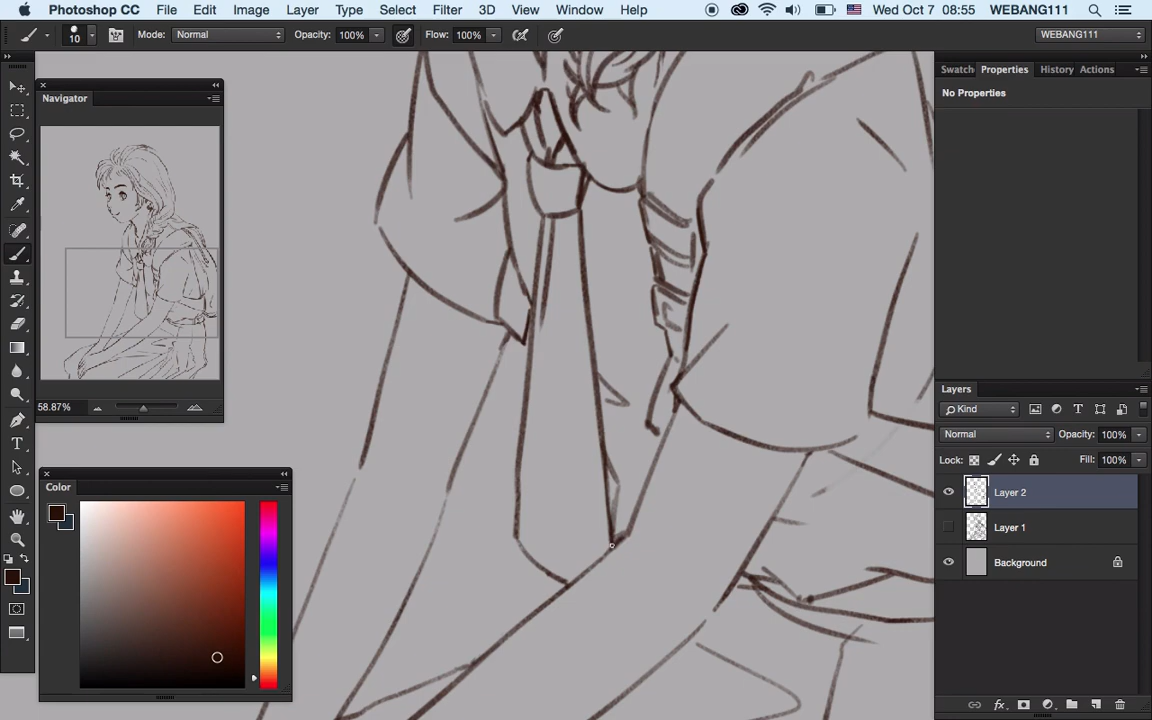 Photoshop CC File Edit Image Layer Type Select Filter 3D View Window Help Wed Oct 7 08:55 WEBANG111
10 Mode: Normal Opacity: 100% Flow: 100% WEBANG111
Navigator
58.87%
Color
Swatch Properties History Actions
No Properties
Layers
Kind
Normal Opacity: 100%
Lock: Fill: 100%
Layer 2
Layer 1
Background
fx